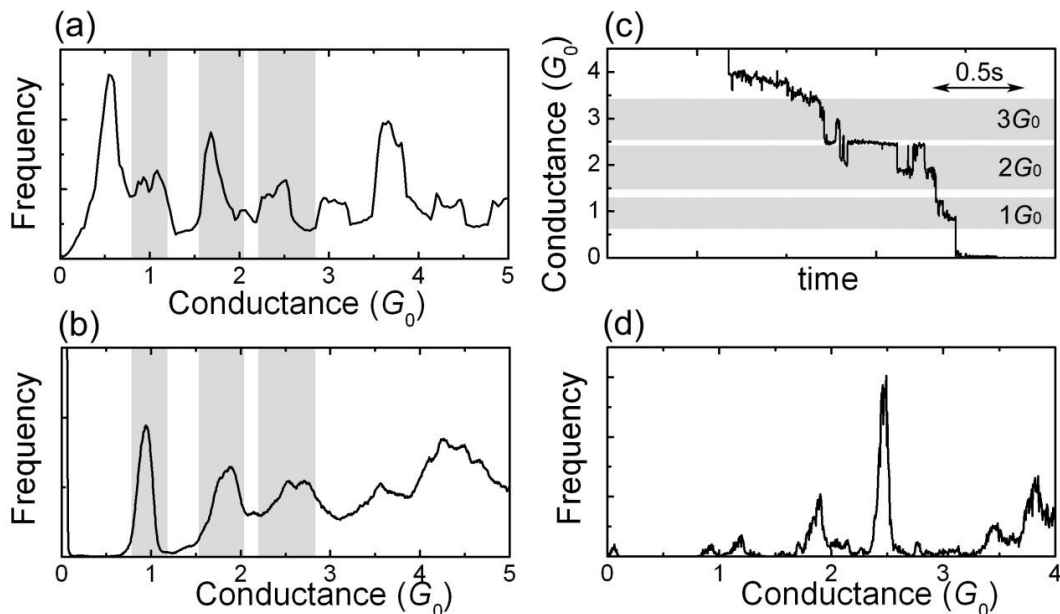 (a)
Frequency
0 1 2 3 4 5
Conductance (G₀)
(b)
Frequency
0 1 2 3 4 5
Conductance (G₀)
(c)
Conductance (G₀)
4
3
2
1
0
0.5s
3G₀
2G₀
1G₀
time
(d)
Frequency
0 1 2 3 4
Conductance (G₀)